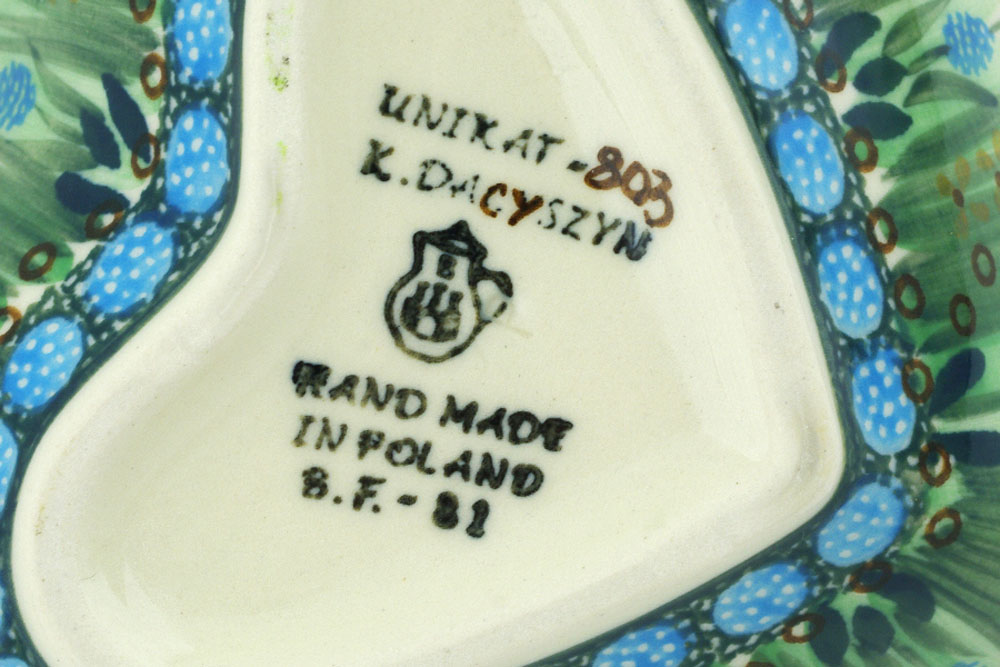 UNIKAT - 803
K. DACYSZYN
HAND MADE
IN POLAND
B.F. - 81